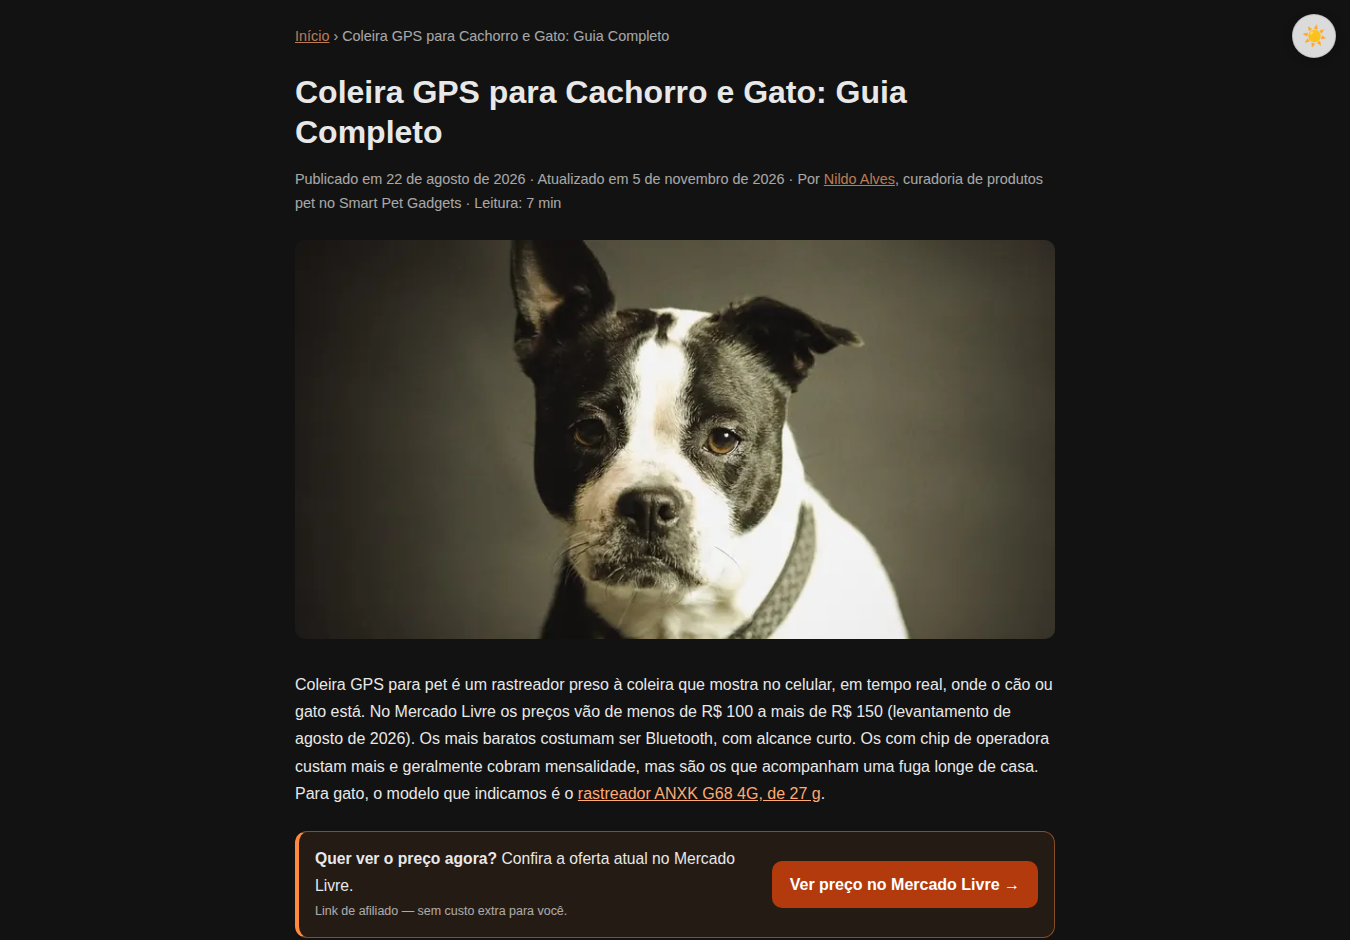 Início › Coleira GPS para Cachorro e Gato: Guia Completo
Coleira GPS para Cachorro e Gato: Guia
Completo
Publicado em 22 de agosto de 2026 · Atualizado em 5 de novembro de 2026 · Por Nildo Alves, curadoria de produtos
pet no Smart Pet Gadgets · Leitura: 7 min
Coleira GPS para pet é um rastreador preso à coleira que mostra no celular, em tempo real, onde o cão ou
gato está. No Mercado Livre os preços vão de menos de R$ 100 a mais de R$ 150 (levantamento de
agosto de 2026). Os mais baratos costumam ser Bluetooth, com alcance curto. Os com chip de operadora
custam mais e geralmente cobram mensalidade, mas são os que acompanham uma fuga longe de casa.
Para gato, o modelo que indicamos é o rastreador ANXK G68 4G, de 27 g.
Quer ver o preço agora? Confira a oferta atual no Mercado
Livre.
Link de afiliado — sem custo extra para você.
Ver preço no Mercado Livre →